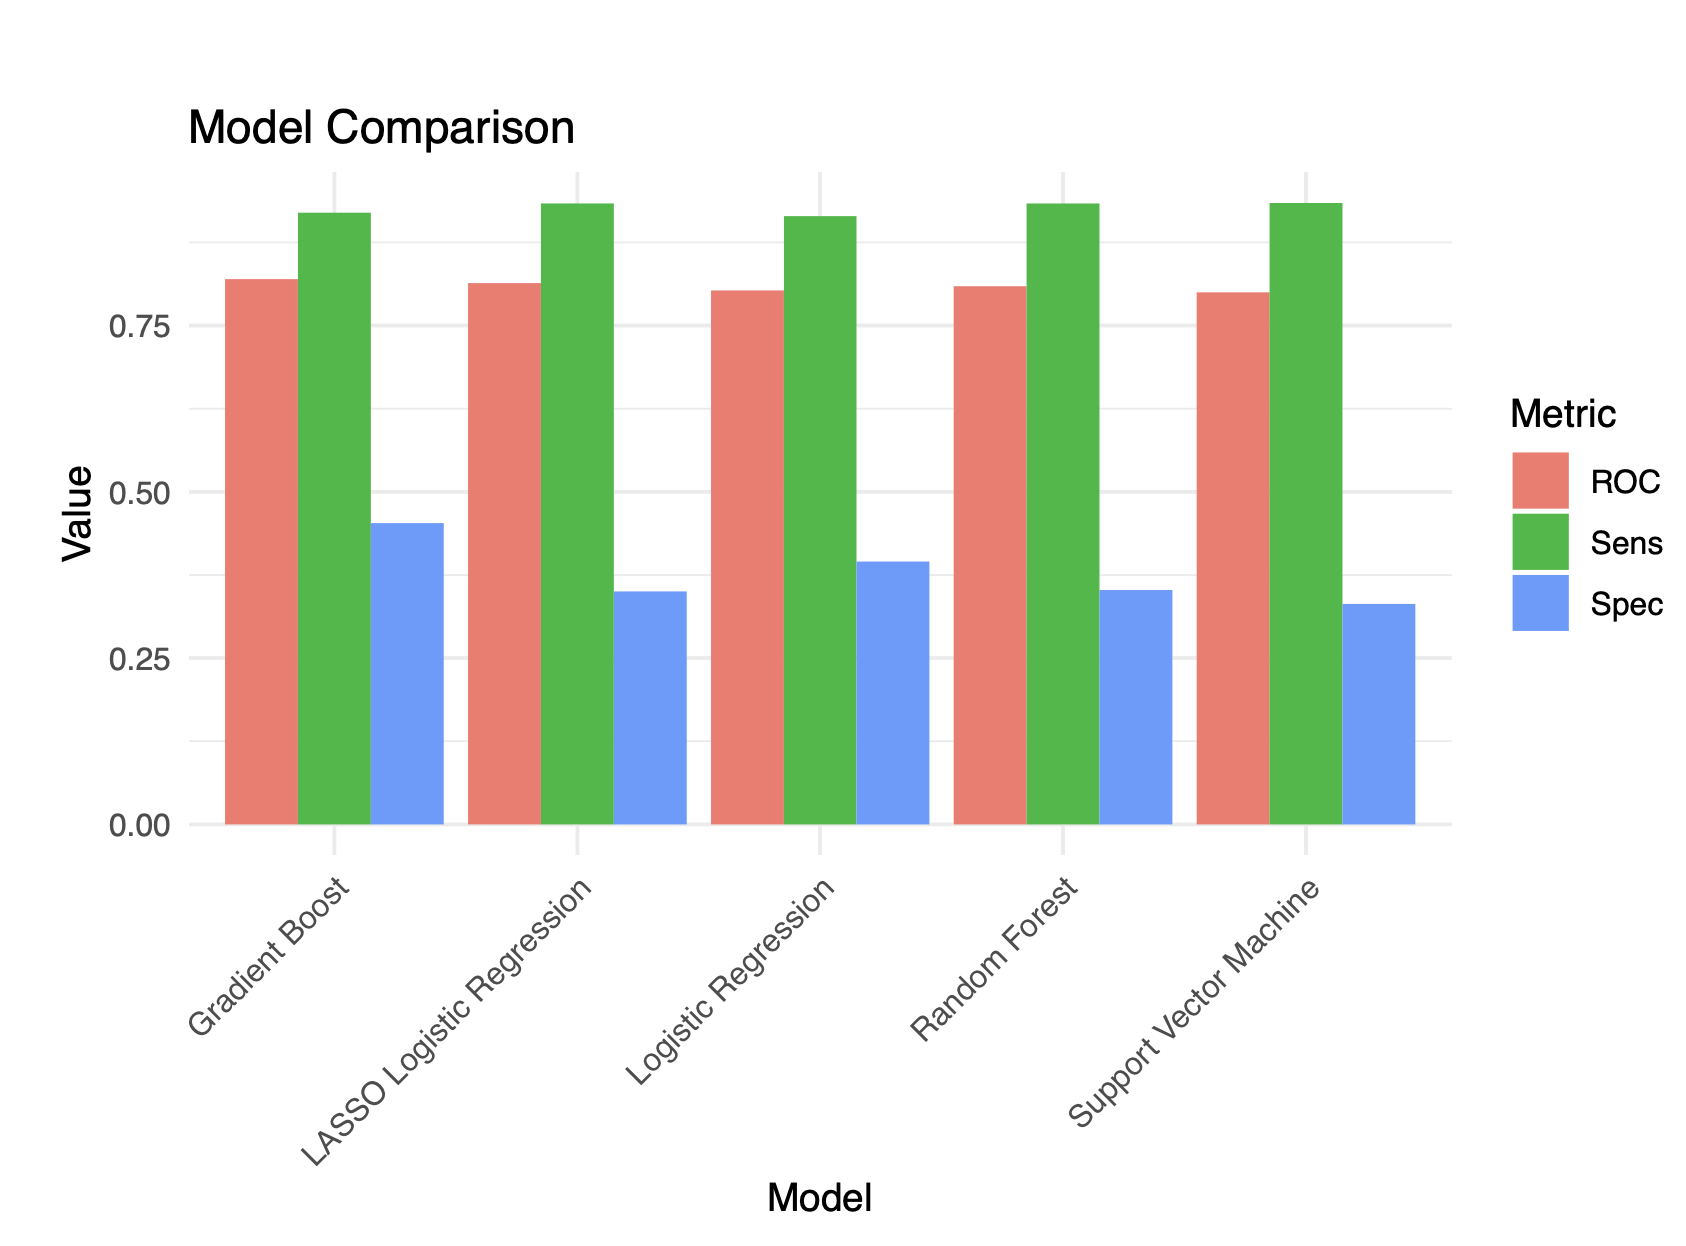 Model Comparison
Value
0.75
0.50
0.25
0.00
Gradient Boost
LASSO Logistic Regression
Logistic Regression
Random Forest
Support Vector Machine
Model
Metric
ROC
Sens
Spec